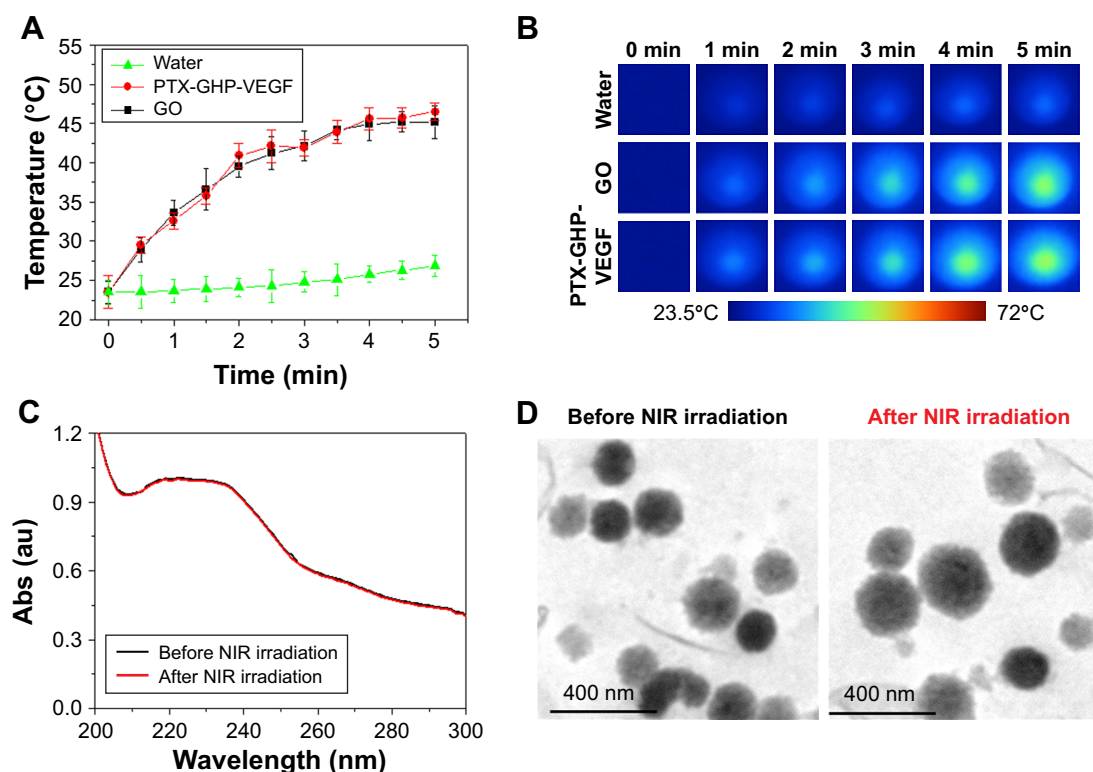 A
Temperature (°C)
55
50
45
40
35
30
25
20
Water
PTX-GHP-VEGF
GO
0 1 2 3 4 5
Time (min)
B
0 min 1 min 2 min 3 min 4 min 5 min
Water
GO
PTX-GHP-
VEGF
23.5°C 72°C
C
Abs (au)
1.2
0.9
0.6
0.3
0.0
Before NIR irradiation
After NIR irradiation
200 220 240 260 280 300
Wavelength (nm)
D
Before NIR irradiation After NIR irradiation
400 nm 400 nm